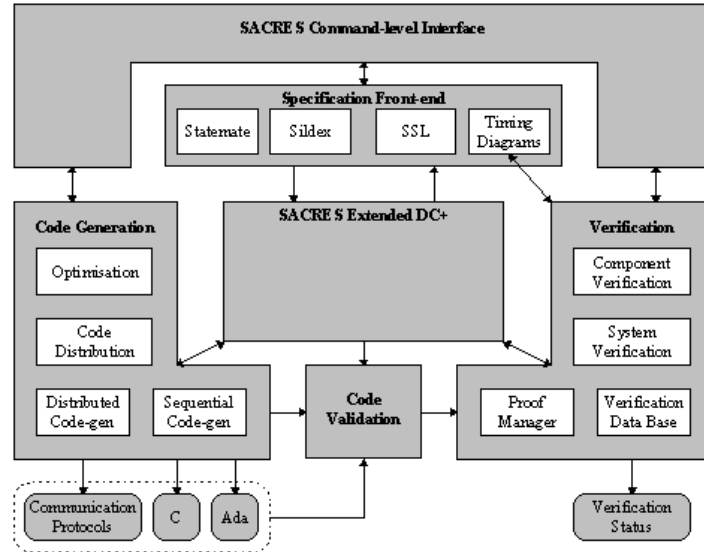 SACRES Command-level Interface
Specification Front-end
Statemate
Sildex
SSL
Timing
Diagrams
Code Generation
Optimisation
Code
Distribution
Distributed
Code-gen
Sequential
Code-gen
SACRES Extended DC+
Verification
Component
Verification
System
Verification
Proof
Manager
Verification
Data Base
Code
Validation
Communication
Protocols
C
Ada
Verification
Status